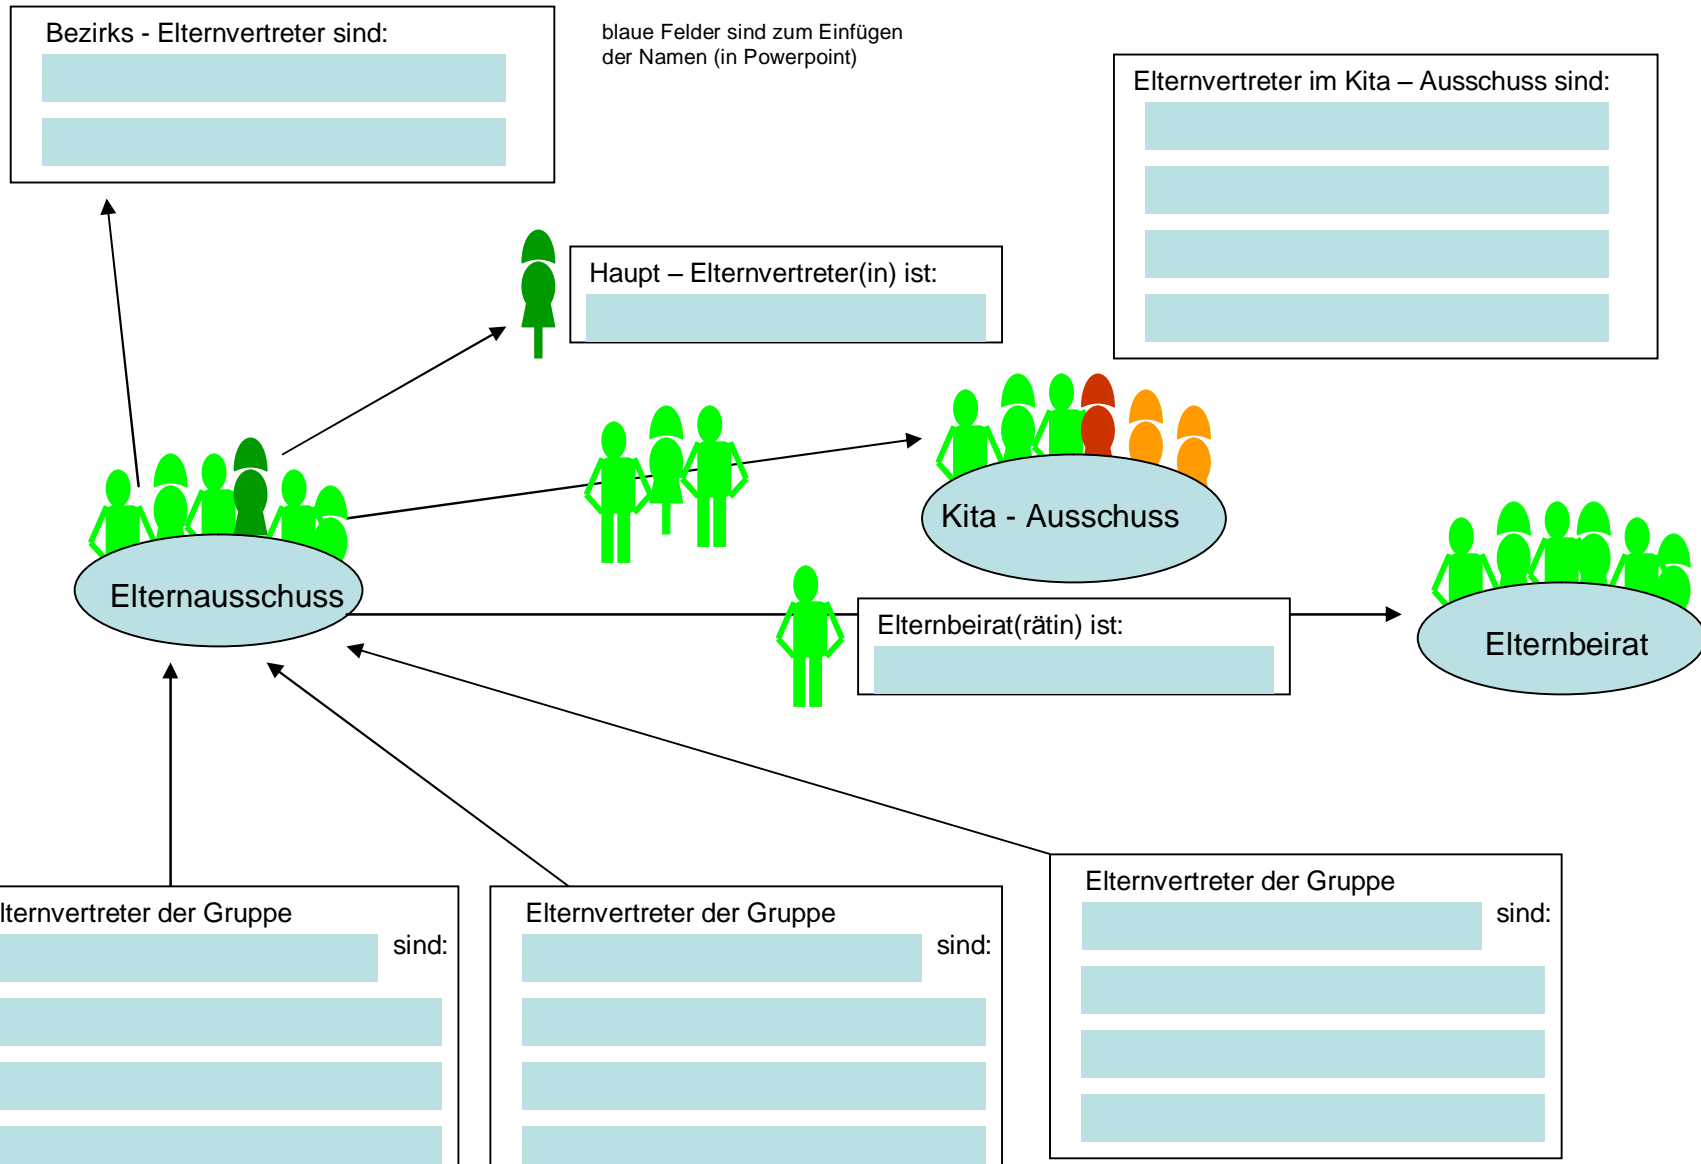 Bezirks - Elternvertreter sind:
blaue Felder sind zum Einfügen
der Namen (in Powerpoint)
Elternvertreter im Kita – Ausschuss sind:
Haupt – Elternvertreter(in) ist:
Kita - Ausschuss
Elternausschuss
Elternbeirat(rätin) ist:
Elternbeirat
lternvertreter der Gruppe
sind:
Elternvertreter der Gruppe
sind:
Elternvertreter der Gruppe
sind: